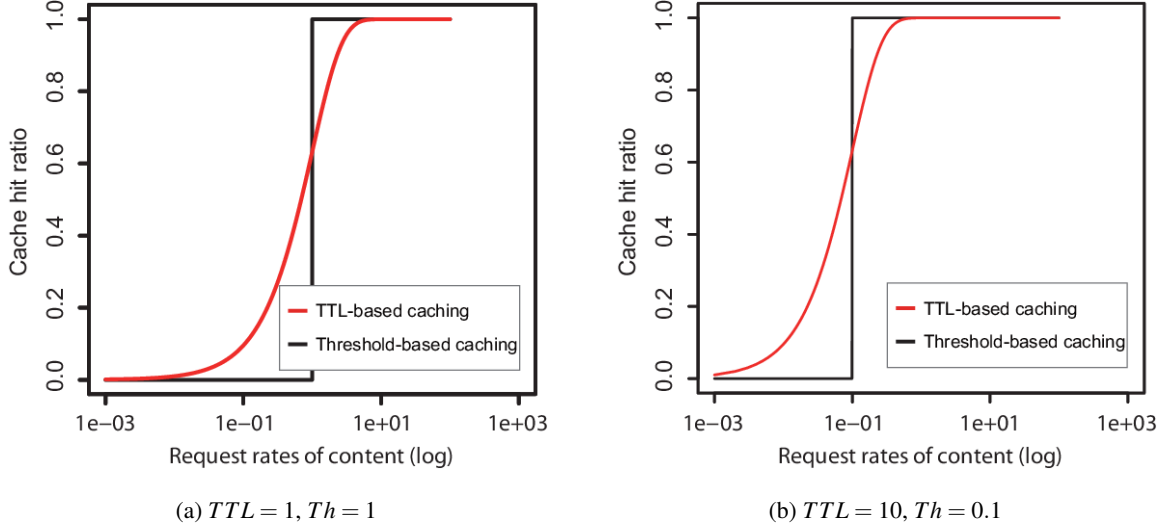 Cache hit ratio
1.0
0.8
0.6
0.4
0.2
0.0
TTL-based caching
Threshold-based caching
1e−03
1e−01
1e+01
1e+03
Request rates of content (log)
(a) TTL = 1, Th = 1
Cache hit ratio
1.0
0.8
0.6
0.4
0.2
0.0
TTL-based caching
Threshold-based caching
1e−03
1e−01
1e+01
1e+03
Request rates of content (log)
(b) TTL = 10, Th = 0.1